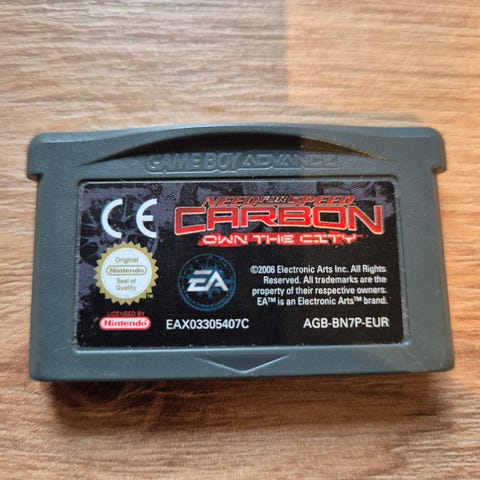 GAME BOY ADVANCE
CE
NEED FOR SPEED
CARBON
OWN THE CITY
Original
Nintendo
Seal of
Quality
TM
EA
©2006 Electronic Arts Inc. All Rights
Reserved. All trademarks are the
property of their respective owners.
EA™ is an Electronic Arts™ brand.
LICENSED BY
Nintendo
EAX03305407C
AGB-BN7P-EUR